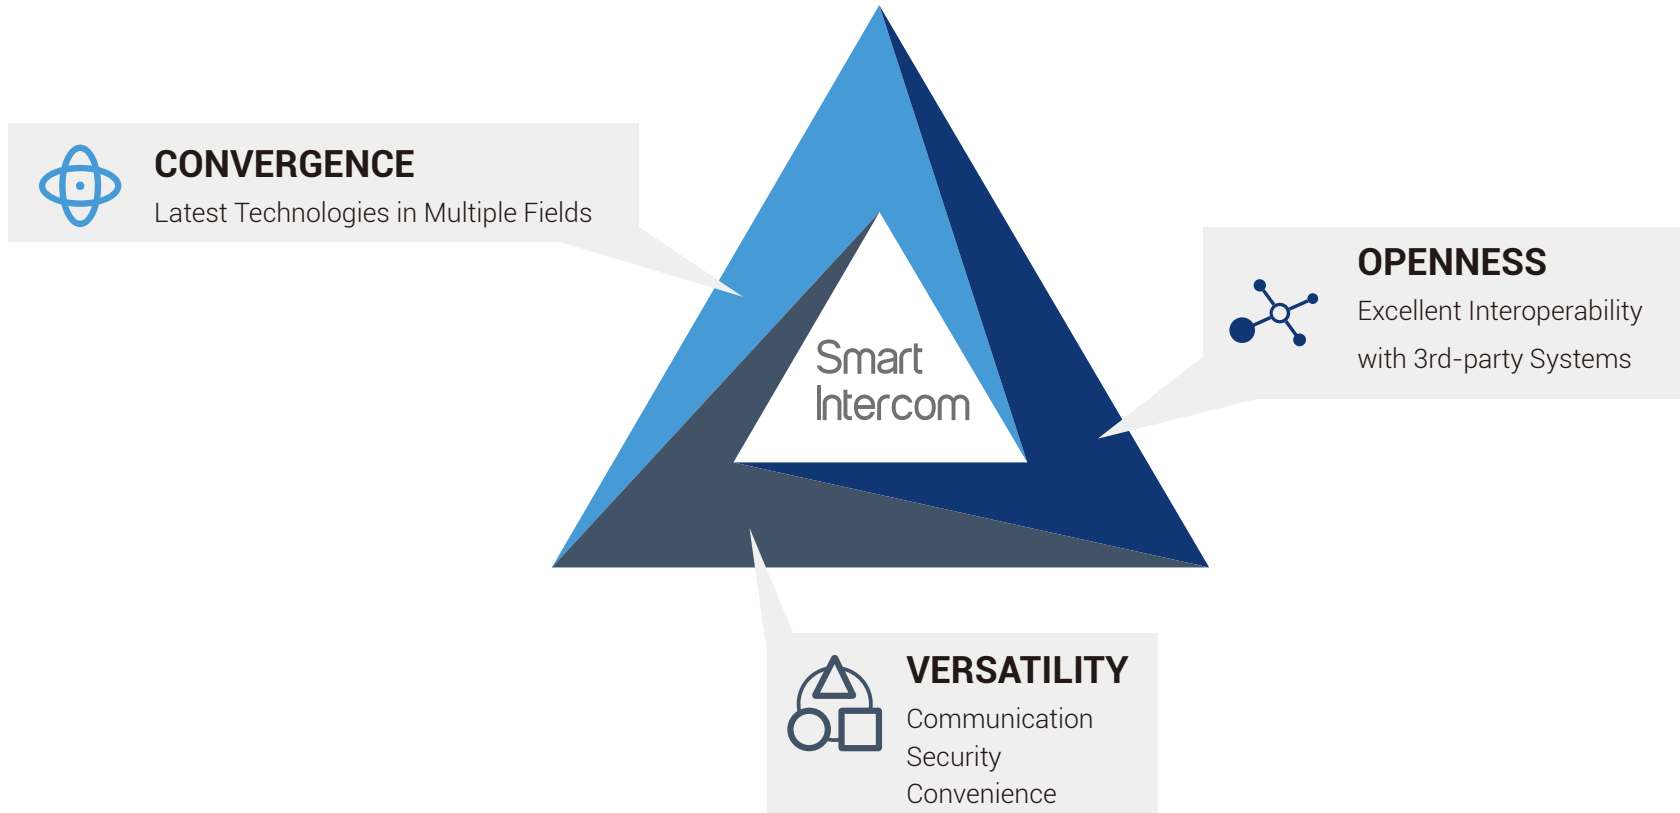 CONVERGENCE
Latest Technologies in Multiple Fields
OPENNESS
Excellent Interoperability
with 3rd-party Systems
Smart
Intercom
VERSATILITY
Communication
Security
Convenience